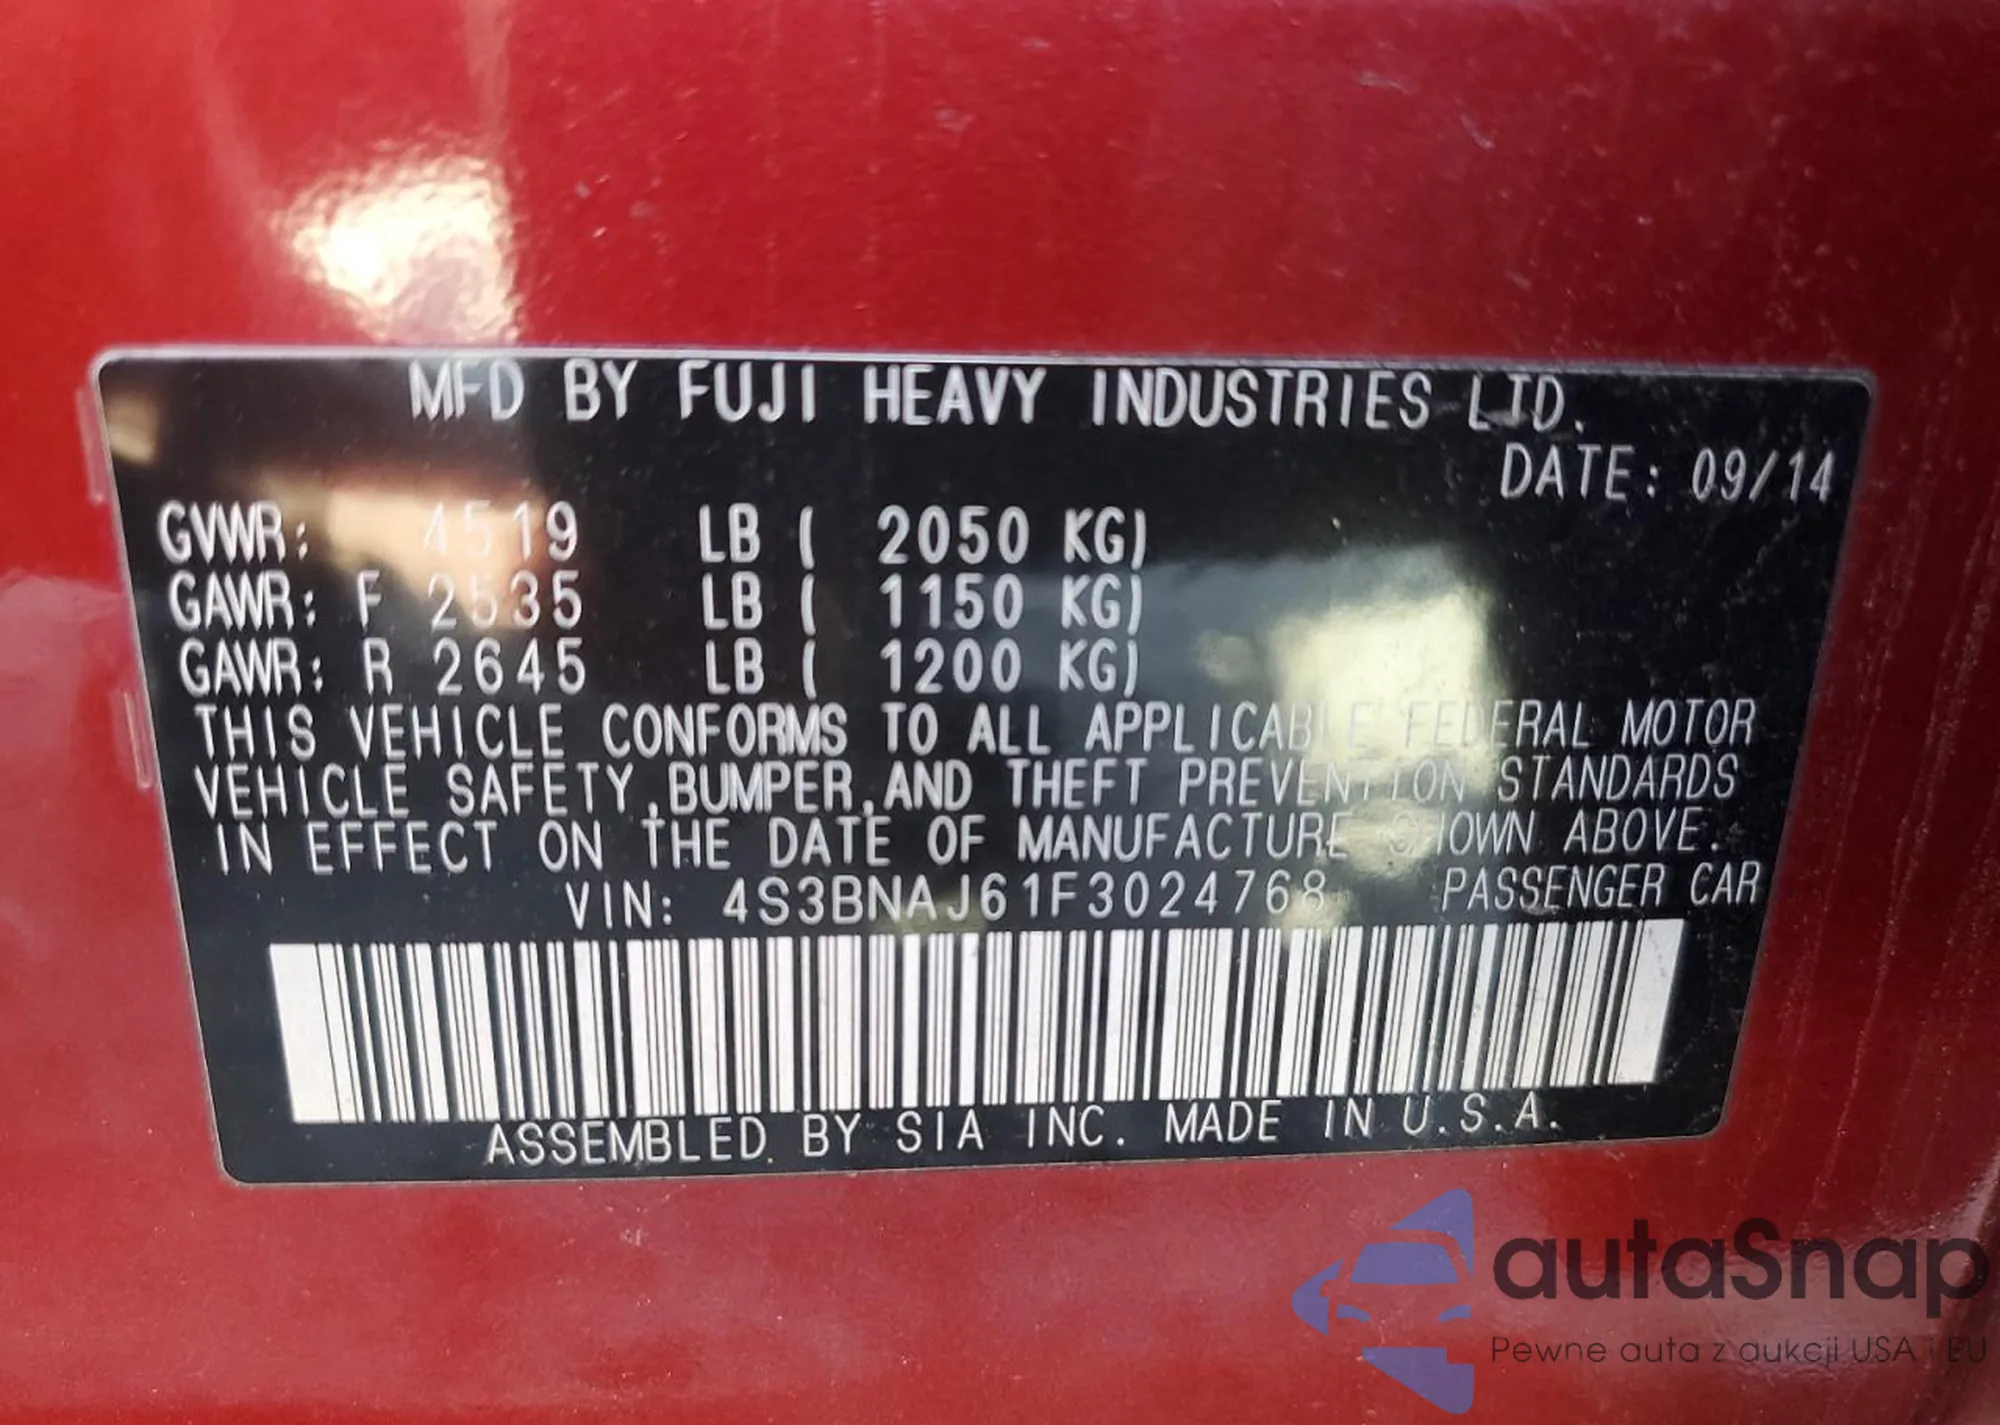 MFD BY FUJI HEAVY INDUSTRIES LTD.
DATE: 09/14
GVWR: 4519 LB ( 2050 KG)
GAWR: F 2535 LB ( 1150 KG)
GAWR: R 2645 LB ( 1200 KG)
THIS VEHICLE CONFORMS TO ALL APPLICABLE FEDERAL MOTOR
VEHICLE SAFETY,BUMPER,AND THEFT PREVENTION STANDARDS
IN EFFECT ON THE DATE OF MANUFACTURE SHOWN ABOVE.
VIN: 4S3BNAJ61F3024768 PASSENGER CAR
ASSEMBLED BY SIA INC. MADE IN U.S.A.
autaSnap
Pewne auta z aukcji USA i EU